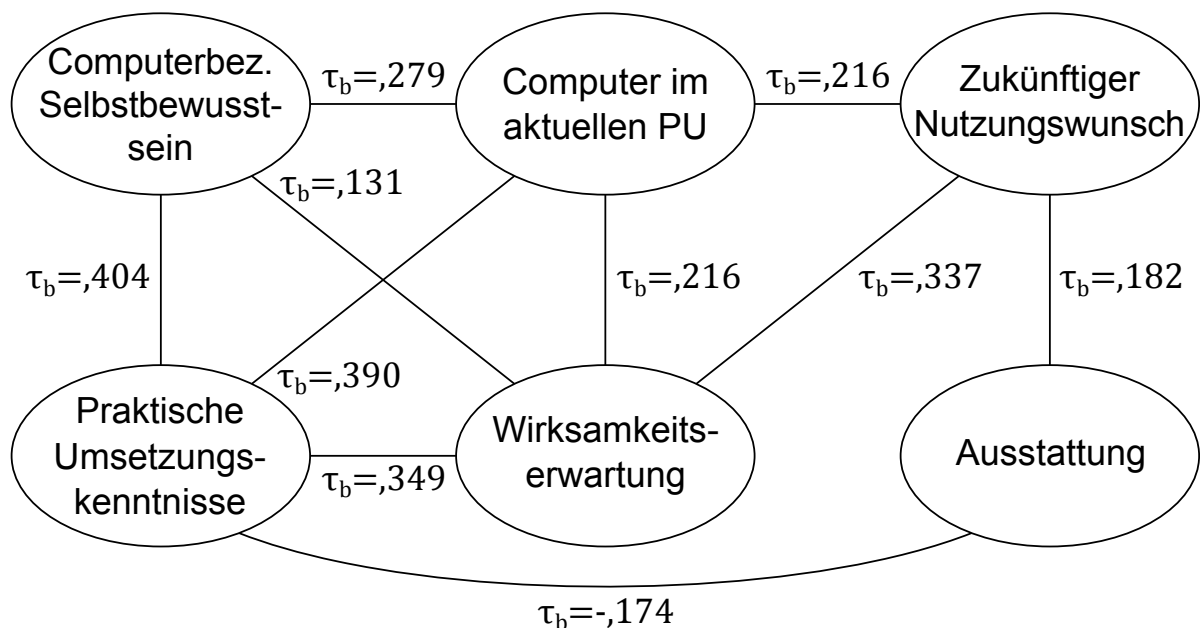 Computerbez.
Selbstbewusst-
sein
τb=,279
Computer im
aktuellen PU
τb=,216
Zukünftiger
Nutzungswunsch
τb=,131
τb=,404
τb=,216
τb=,337
τb=,182
τb=,390
Praktische
Umsetzungs-
kenntnisse
τb=,349
Wirksamkeits-
erwartung
Ausstattung
τb=-,174